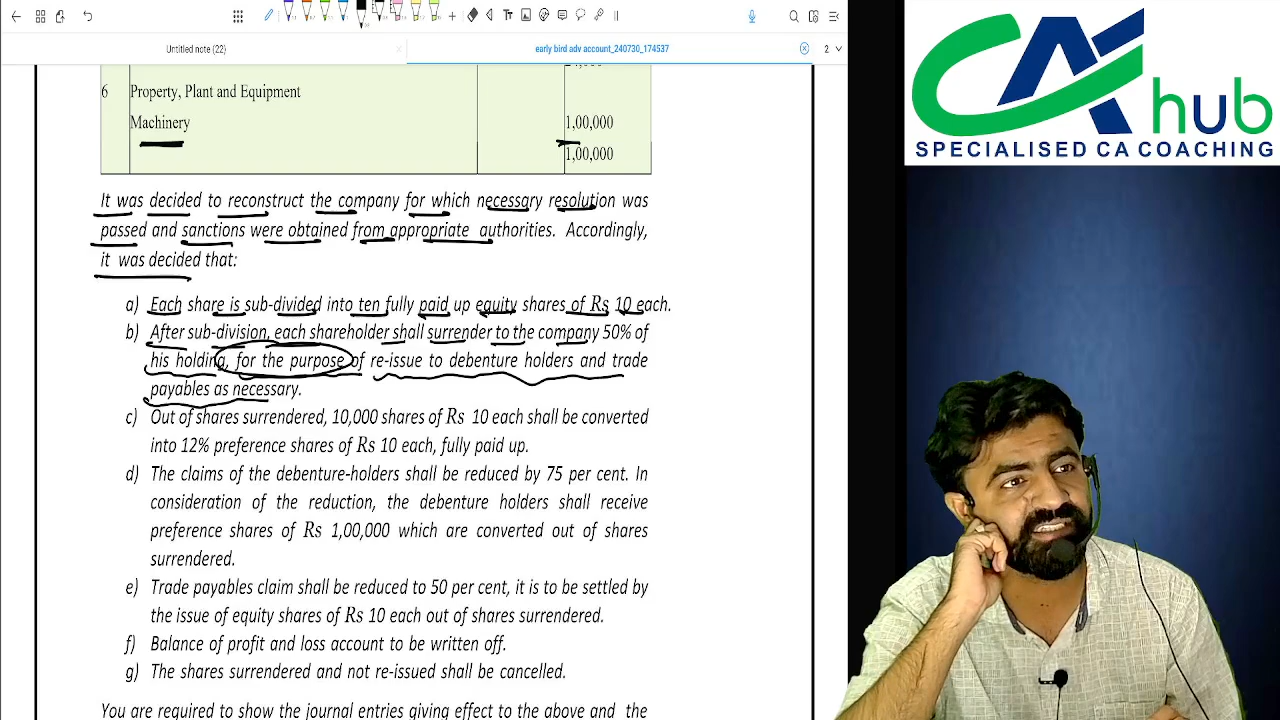 Untitled note (22)
early bird adv account_240730_174537
2
6 Property, Plant and Equipment
Machinery 1,00,000
1,00,000
It was decided to reconstruct the company for which necessary resolution was
passed and sanctions were obtained from appropriate authorities. Accordingly,
it was decided that:
a) Each share is sub-divided into ten fully paid up equity shares of Rs 10 each.
b) After sub-division, each shareholder shall surrender to the company 50% of
his holding, for the purpose of re-issue to debenture holders and trade
payables as necessary.
c) Out of shares surrendered, 10,000 shares of Rs 10 each shall be converted
into 12% preference shares of Rs 10 each, fully paid up.
d) The claims of the debenture-holders shall be reduced by 75 per cent. In
consideration of the reduction, the debenture holders shall receive
preference shares of Rs 1,00,000 which are converted out of shares
surrendered.
e) Trade payables claim shall be reduced to 50 per cent, it is to be settled by
the issue of equity shares of Rs 10 each out of shares surrendered.
f) Balance of profit and loss account to be written off.
g) The shares surrendered and not re-issued shall be cancelled.
You are required to show the journal entries giving effect to the above and the
CA hub
SPECIALISED CA COACHING